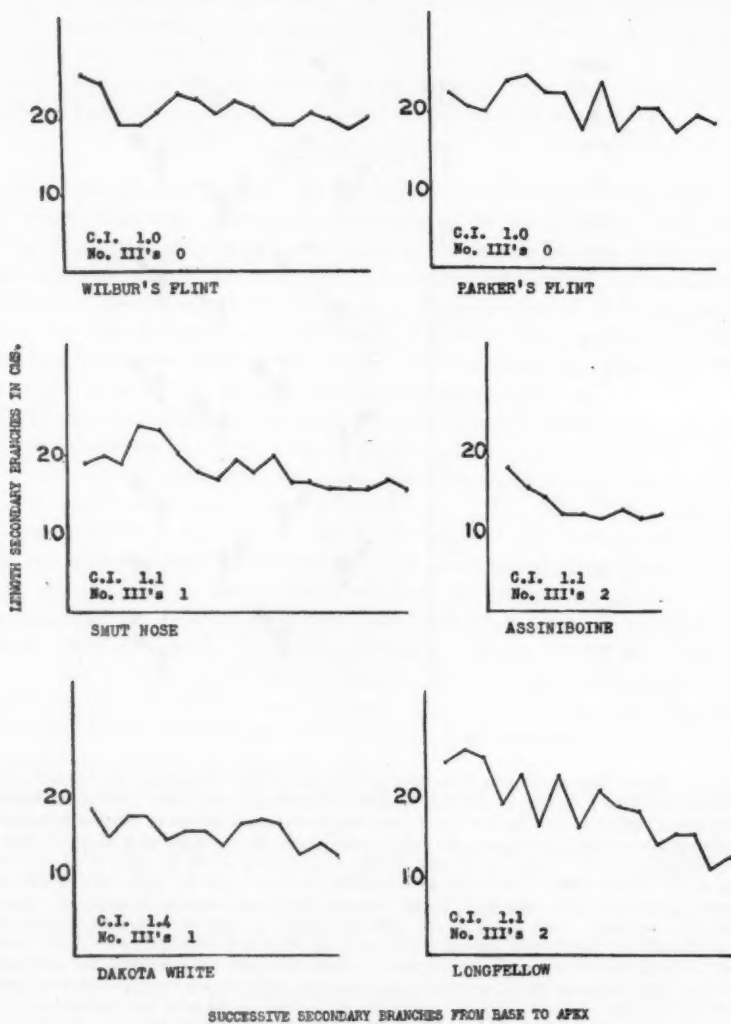 20
10
C.I. 1.0
No. III's 0
WILBUR'S FLINT
20
10
C.I. 1.0
No. III's 0
PARKER'S FLINT
LENGTH SECONDARY BRANCHES IN CMS.
20
10
C.I. 1.1
No. III's 1
SMUT NOSE
20
10
C.I. 1.1
No. III's 2
ASSINIBOINE
20
10
C.I. 1.4
No. III's 1
DAKOTA WHITE
20
10
C.I. 1.1
No. III's 2
LONGFELLOW
SUCCESSIVE SECONDARY BRANCHES FROM BASE TO APEX